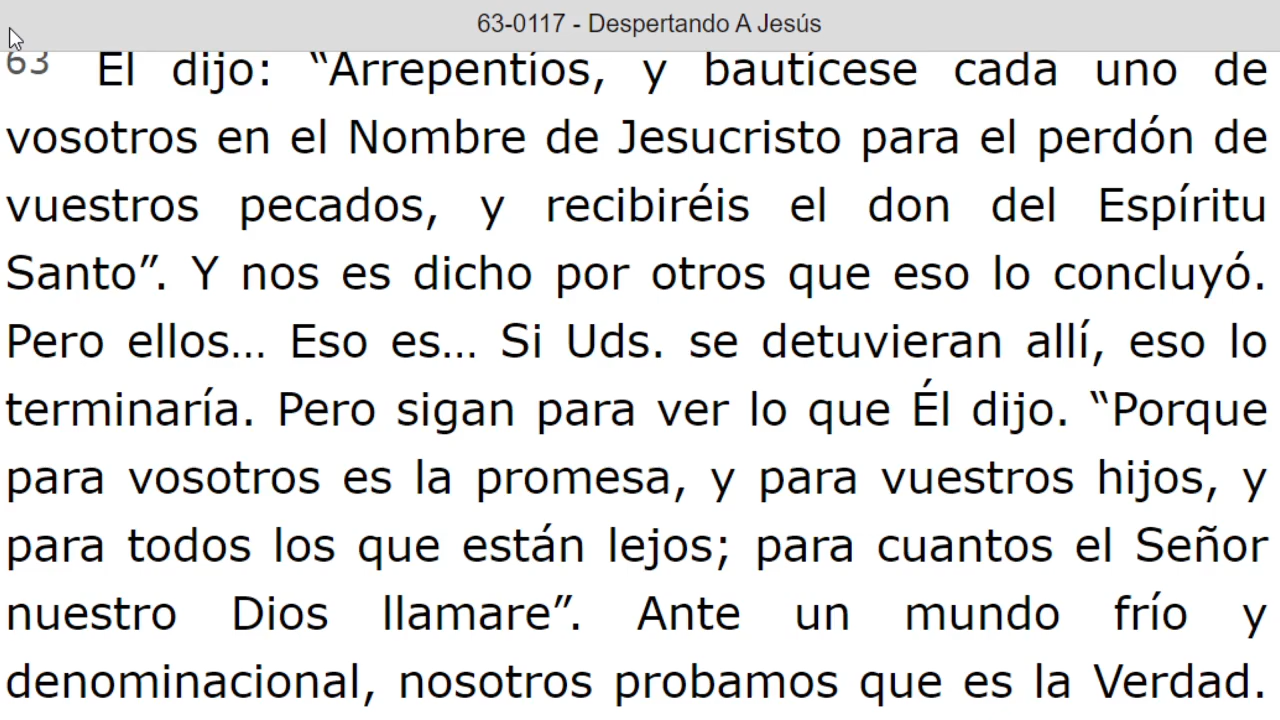 63-0117 - Despertando A Jesús
63 Él dijo: “Arrepentíos, y bautícese cada uno de
vosotros en el Nombre de Jesucristo para el perdón de
vuestros pecados, y recibiréis el don del Espíritu
Santo”. Y nos es dicho por otros que eso lo concluyó.
Pero ellos… Eso es… Si Uds. se detuvieran allí, eso lo
terminaría. Pero sigan para ver lo que Él dijo. “Porque
para vosotros es la promesa, y para vuestros hijos, y
para todos los que están lejos; para cuantos el Señor
nuestro Dios llamare”. Ante un mundo frío y
denominacional, nosotros probamos que es la Verdad.